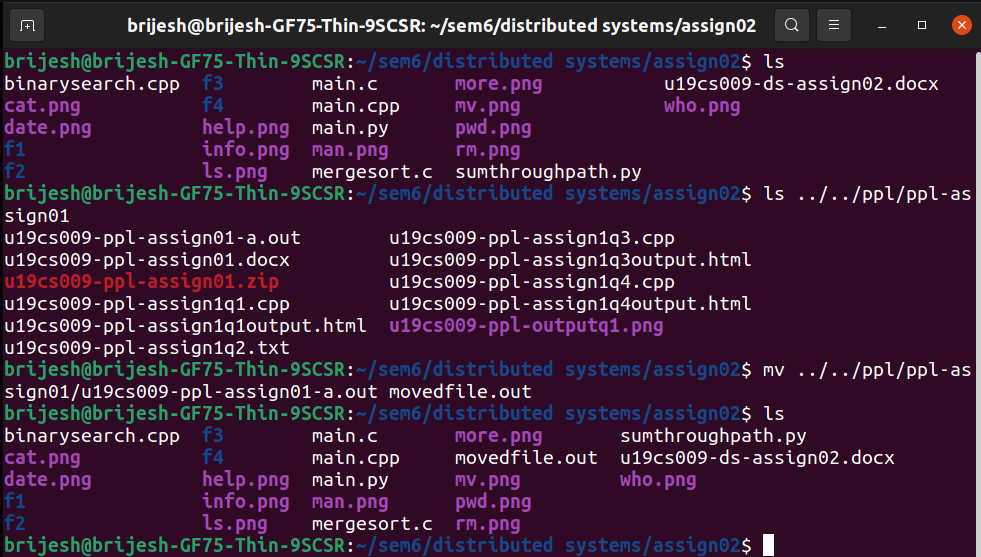 brijesh@brijesh-GF75-Thin-9SCSR: ~/sem6/distributed systems/assign02
brijesh@brijesh-GF75-Thin-9SCSR:~/sem6/distributed systems/assign02$ ls
binarysearch.cpp  f3        main.c       more.png           u19cs009-ds-assign02.docx
cat.png           f4        main.cpp     mv.png             who.png
date.png          help.png  main.py      pwd.png
f1                info.png  man.png      rm.png
f2                ls.png    mergesort.c  sumthroughpath.py
brijesh@brijesh-GF75-Thin-9SCSR:~/sem6/distributed systems/assign02$ ls ../../ppl/ppl-as
sign01
u19cs009-ppl-assign01-a.out        u19cs009-ppl-assign1q3.cpp
u19cs009-ppl-assign01.docx         u19cs009-ppl-assign1q3output.html
u19cs009-ppl-assign01.zip          u19cs009-ppl-assign1q4.cpp
u19cs009-ppl-assign1q1.cpp         u19cs009-ppl-assign1q4output.html
u19cs009-ppl-assign1q1output.html  u19cs009-ppl-outputq1.png
u19cs009-ppl-assign1q2.txt
brijesh@brijesh-GF75-Thin-9SCSR:~/sem6/distributed systems/assign02$ mv ../../ppl/ppl-as
sign01/u19cs009-ppl-assign01-a.out movedfile.out
brijesh@brijesh-GF75-Thin-9SCSR:~/sem6/distributed systems/assign02$ ls
binarysearch.cpp  f3        main.c       more.png       sumthroughpath.py
cat.png           f4        main.cpp     movedfile.out  u19cs009-ds-assign02.docx
date.png          help.png  main.py      mv.png         who.png
f1                info.png  man.png      pwd.png
f2                ls.png    mergesort.c  rm.png
brijesh@brijesh-GF75-Thin-9SCSR:~/sem6/distributed systems/assign02$